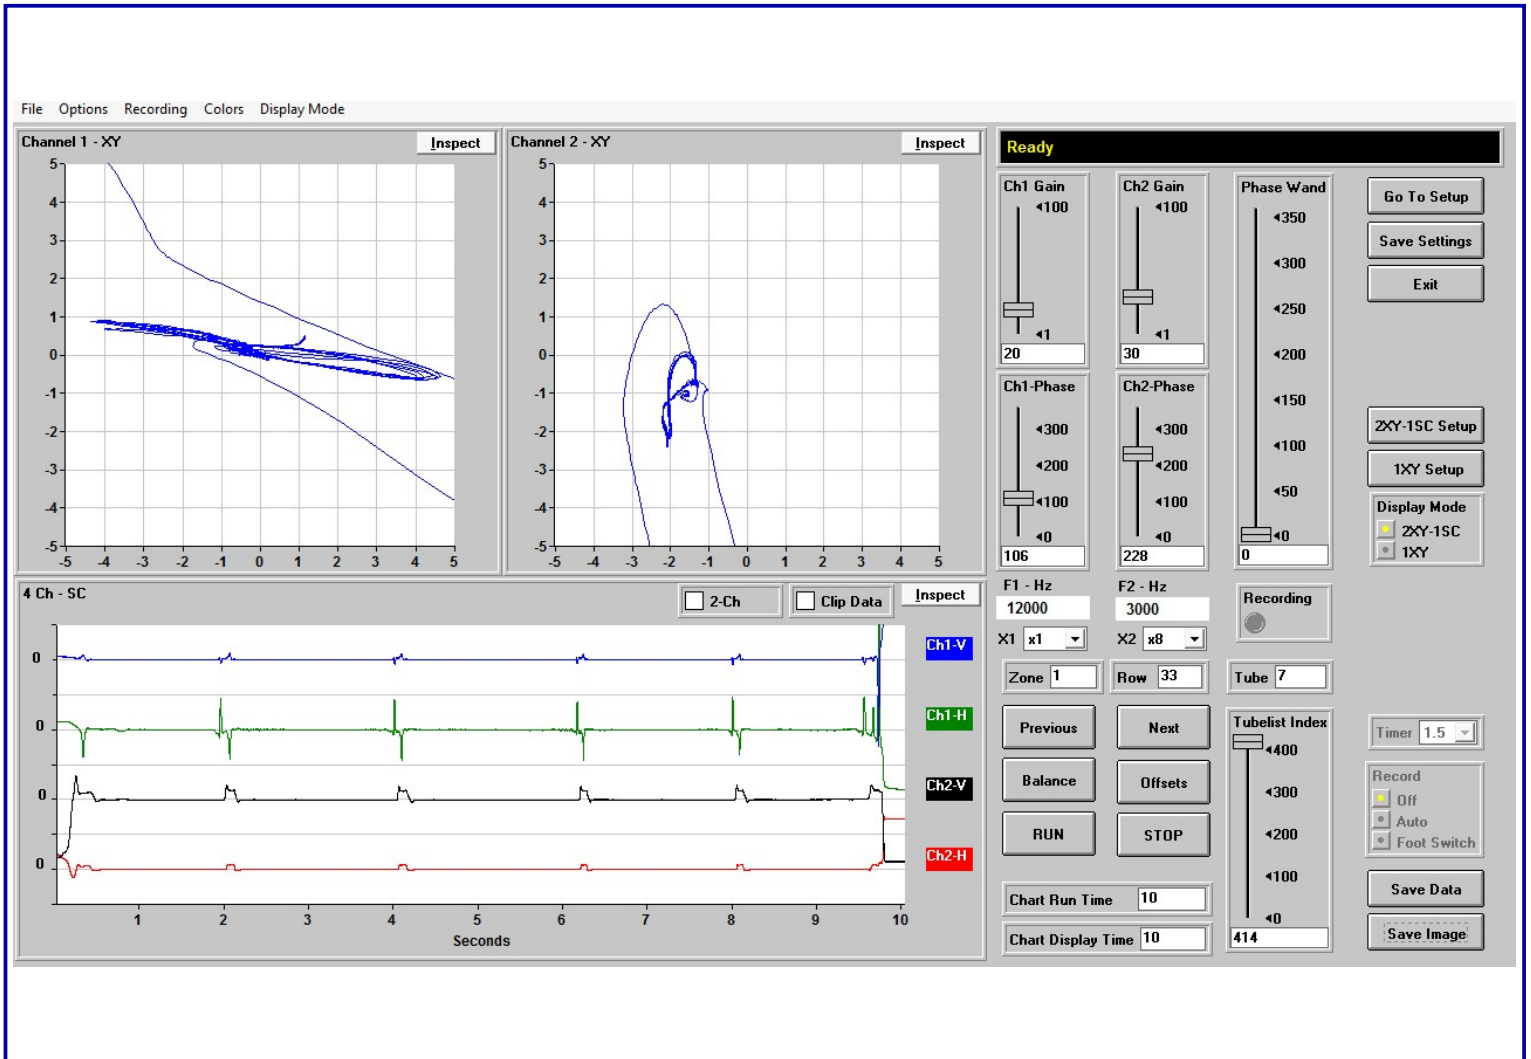 File Options Recording Colors Display Mode
Channel 1 - XY
Inspect
5
4
3
2
1
0
-1
-2
-3
-4
-5
-5 -4 -3 -2 -1 0 1 2 3 4 5
Channel 2 - XY
Inspect
5
4
3
2
1
0
-1
-2
-3
-4
-5
-5 -4 -3 -2 -1 0 1 2 3 4 5
4 Ch - SC
2-Ch
Clip Data
Inspect
0
0
0
0
Ch1-V
Ch1-H
Ch2-V
Ch2-H
1 2 3 4 5 6 7 8 9 10
Seconds
Ready
Ch1 Gain
100
1
20
Ch2 Gain
100
1
30
Phase Wand
350
300
250
200
150
100
50
0
0
Ch1-Phase
300
200
100
0
106
Ch2-Phase
300
200
100
0
228
Go To Setup
Save Settings
Exit
2XY-1SC Setup
1XY Setup
Display Mode
2XY-1SC
1XY
F1 - Hz
12000
F2 - Hz
3000
Recording
X1 x1
X2 x8
Zone 1
Row 33
Tube 7
Previous
Next
Balance
Offsets
RUN
STOP
Tubelist Index
400
300
200
100
0
414
Timer 1.5
Record
Off
Auto
Foot Switch
Chart Run Time 10
Chart Display Time 10
Save Data
Save Image